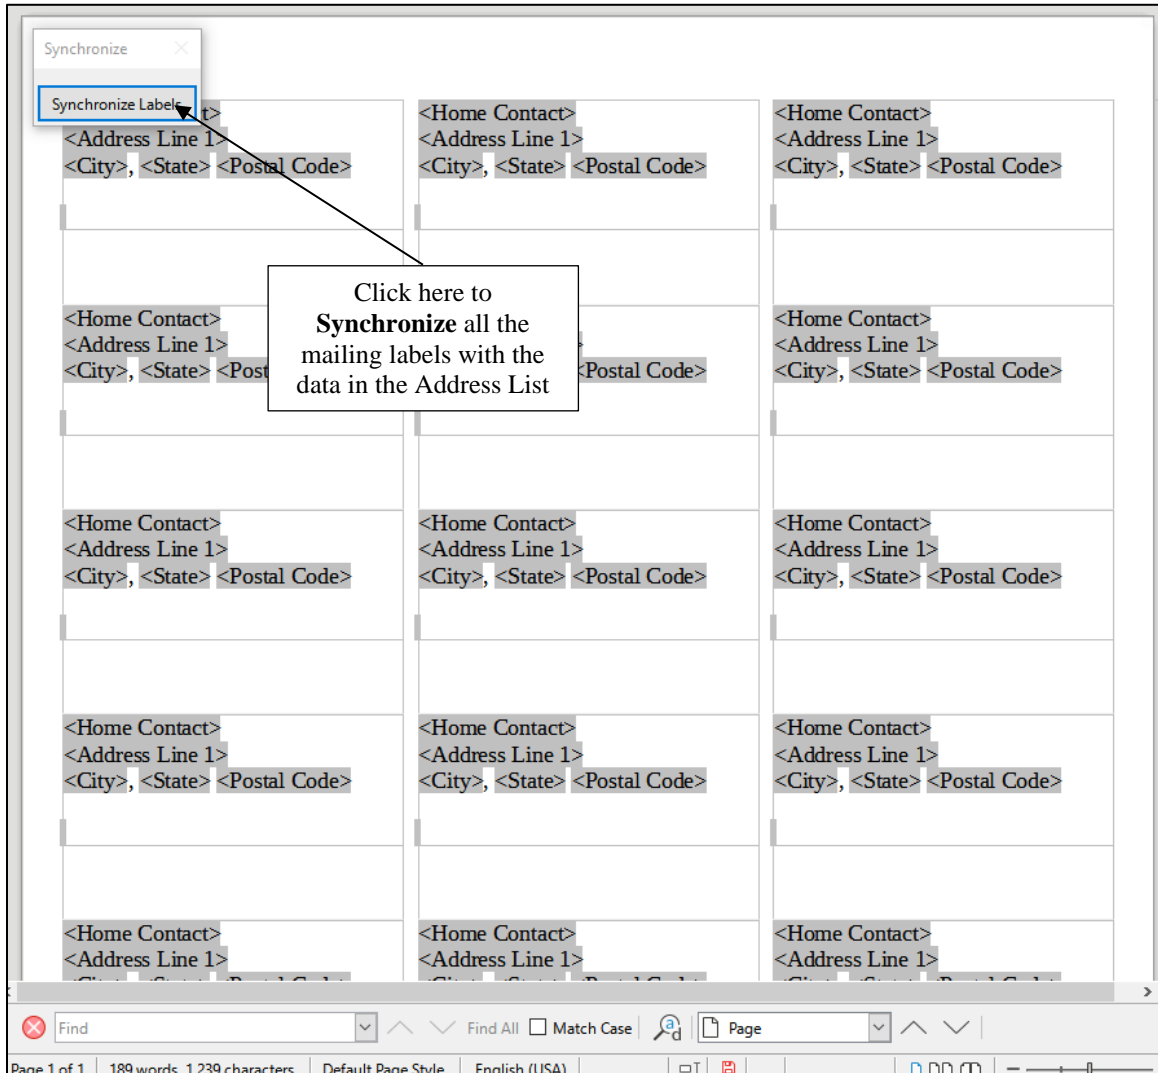 Synchronize
Synchronize Labels
t>
<Home Contact>
<Home Contact>
<Address Line 1>
<Address Line 1>
<Address Line 1>
<City>, <State> <Postal Code>
<City>, <State> <Postal Code>
<City>, <State> <Postal Code>
Click here to
Synchronize all the
mailing labels with the
data in the Address List
<Home Contact>
<Home Contact>
<Address Line 1>
>
<Address Line 1>
<City>, <State> <Post
<Postal Code>
<City>, <State> <Postal Code>
<Home Contact>
<Home Contact>
<Home Contact>
<Address Line 1>
<Address Line 1>
<Address Line 1>
<City>, <State> <Postal Code>
<City>, <State> <Postal Code>
<City>, <State> <Postal Code>
<Home Contact>
<Home Contact>
<Home Contact>
<Address Line 1>
<Address Line 1>
<Address Line 1>
<City>, <State> <Postal Code>
<City>, <State> <Postal Code>
<City>, <State> <Postal Code>
<Home Contact>
<Home Contact>
<Home Contact>
<Address Line 1>
<Address Line 1>
<Address Line 1>
Find
Find All
Match Case
Page
Page 1 of 1
189 words, 1,239 characters
Default Page Style
English (USA)